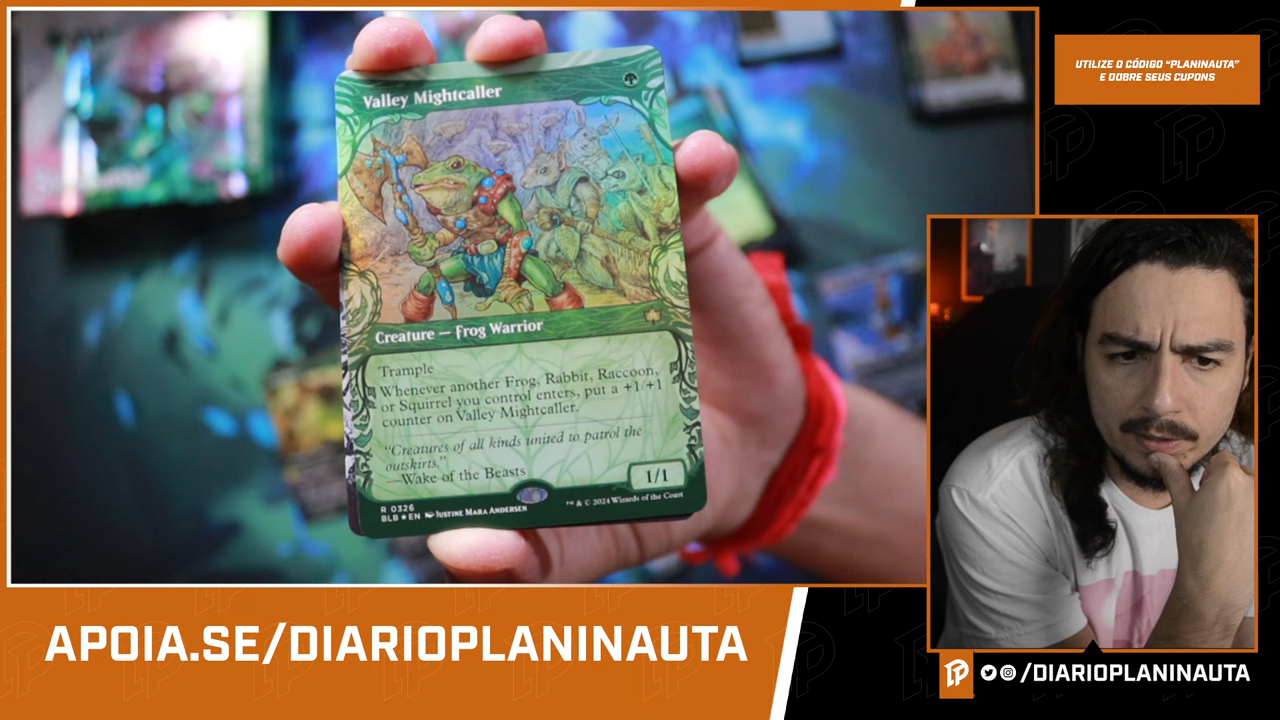 Valley Mightcaller
Creature — Frog Warrior
Trample
Whenever another Frog, Rabbit, Raccoon,
or Squirrel you control enters, put a +1/+1
counter on Valley Mightcaller.
"Creatures of all kinds united to patrol the
outskirts."
—Wake of the Beasts
1/1
R 0326
BLB ★ EN JUSTINE MARA ANDERSEN
™ & © 2024 Wizards of the Coast
UTILIZE O CÓDIGO “PLANINAUTA”
E DOBRE SEUS CUPONS
APOIA.SE/DIARIOPLANINAUTA
/DIARIOPLANINAUTA